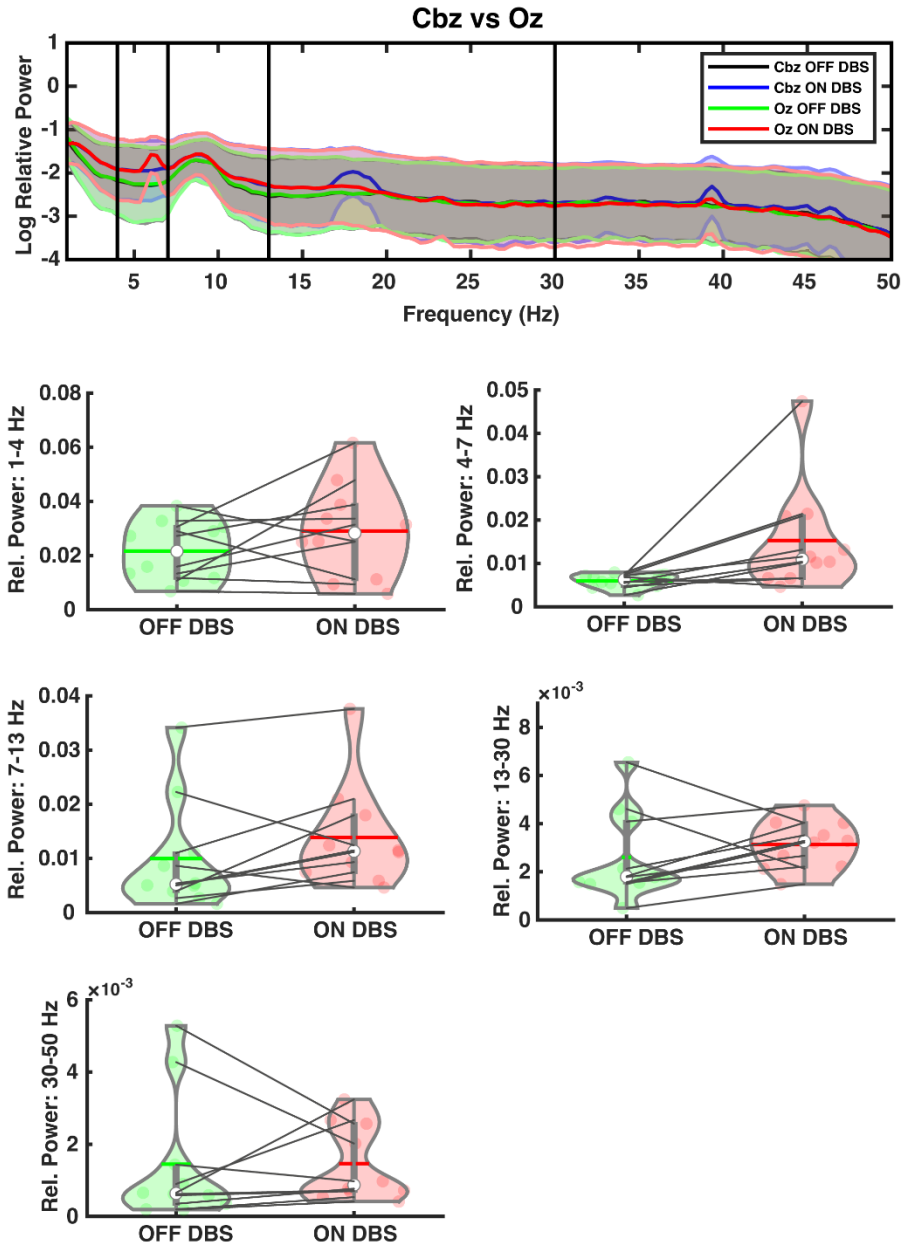 Cbz vs Oz
Log Relative Power
1
0
-1
-2
-3
-4
Cbz OFF DBS
Cbz ON DBS
Oz OFF DBS
Oz ON DBS
5 10 15 20 25 30 35 40 45 50
Frequency (Hz)
Rel. Power: 1-4 Hz
0.08
0.06
0.04
0.02
0
OFF DBS ON DBS
Rel. Power: 4-7 Hz
0.05
0.04
0.03
0.02
0.01
0
OFF DBS ON DBS
Rel. Power: 7-13 Hz
0.04
0.03
0.02
0.01
0
OFF DBS ON DBS
Rel. Power: 13-30 Hz
×10-3
8
6
4
2
0
OFF DBS ON DBS
Rel. Power: 30-50 Hz
×10-3
6
4
2
0
OFF DBS ON DBS